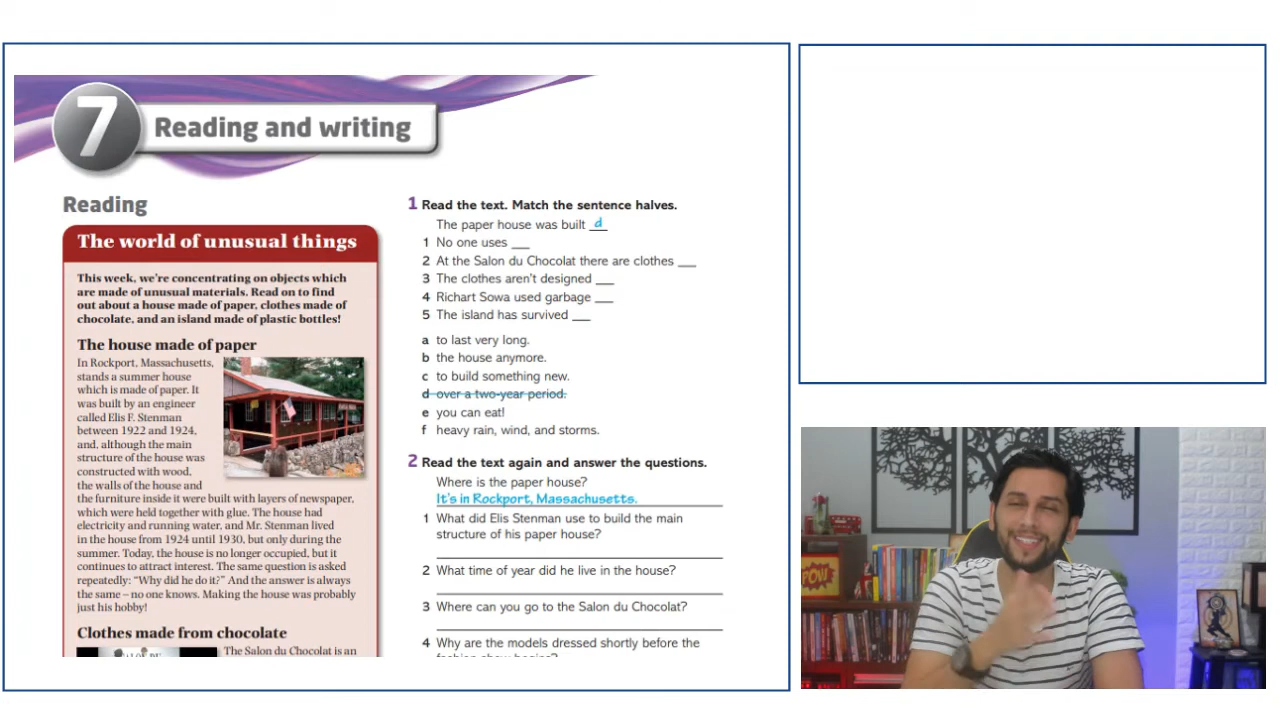 7
Reading and writing
Reading
The world of unusual things
This week, we're concentrating on objects which
are made of unusual materials. Read on to find
out about a house made of paper, clothes made of
chocolate, and an island made of plastic bottles!
The house made of paper
In Rockport, Massachusetts,
stands a summer house
which is made of paper. It
was built by an engineer
called Elis F. Stenman
between 1922 and 1924,
and, although the main
structure of the house was
constructed with wood,
the walls of the house and
the furniture inside it were built with layers of newspaper,
which were held together with glue. The house had
electricity and running water, and Mr. Stenman lived
in the house from 1924 until 1930, but only during the
summer. Today, the house is no longer occupied, but it
continues to attract interest. The same question is asked
repeatedly: "Why did he do it?" And the answer is always
the same – no one knows. Making the house was probably
just his hobby!
Clothes made from chocolate
The Salon du Chocolat is an
1 Read the text. Match the sentence halves.
The paper house was built d
1 No one uses ___
2 At the Salon du Chocolat there are clothes ___
3 The clothes aren't designed ___
4 Richart Sowa used garbage ___
5 The island has survived ___
a to last very long.
b the house anymore.
c to build something new.
d over a two-year period.
e you can eat!
f heavy rain, wind, and storms.
2 Read the text again and answer the questions.
Where is the paper house?
It's in Rockport, Massachusetts.
1 What did Elis Stenman use to build the main
structure of his paper house?
2 What time of year did he live in the house?
3 Where can you go to the Salon du Chocolat?
4 Why are the models dressed shortly before the
fashion show begins?
POW